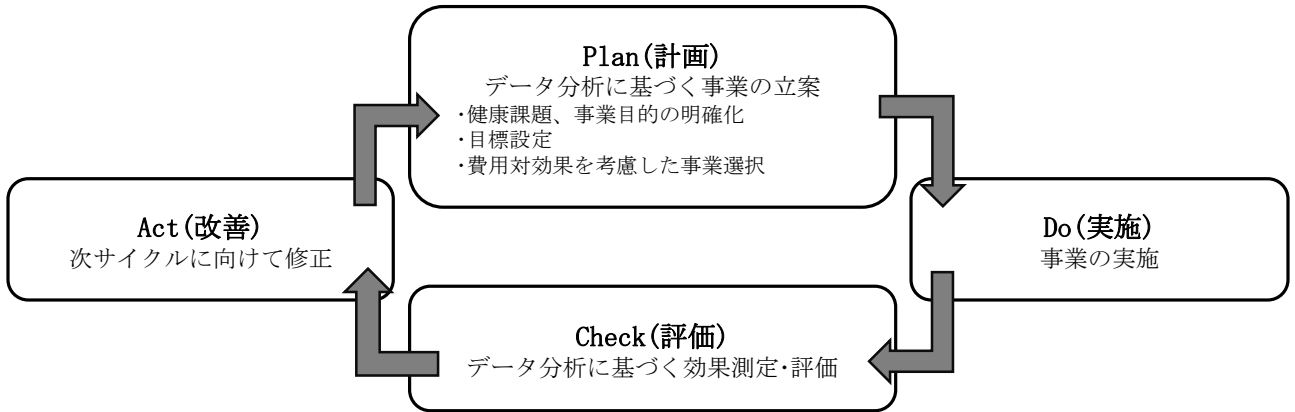 Plan(計画)
データ分析に基づく事業の立案
・健康課題、事業目的の明確化
・目標設定
・費用対効果を考慮した事業選択
Do(実施)
事業の実施
Check(評価)
データ分析に基づく効果測定・評価
Act(改善)
次サイクルに向けて修正